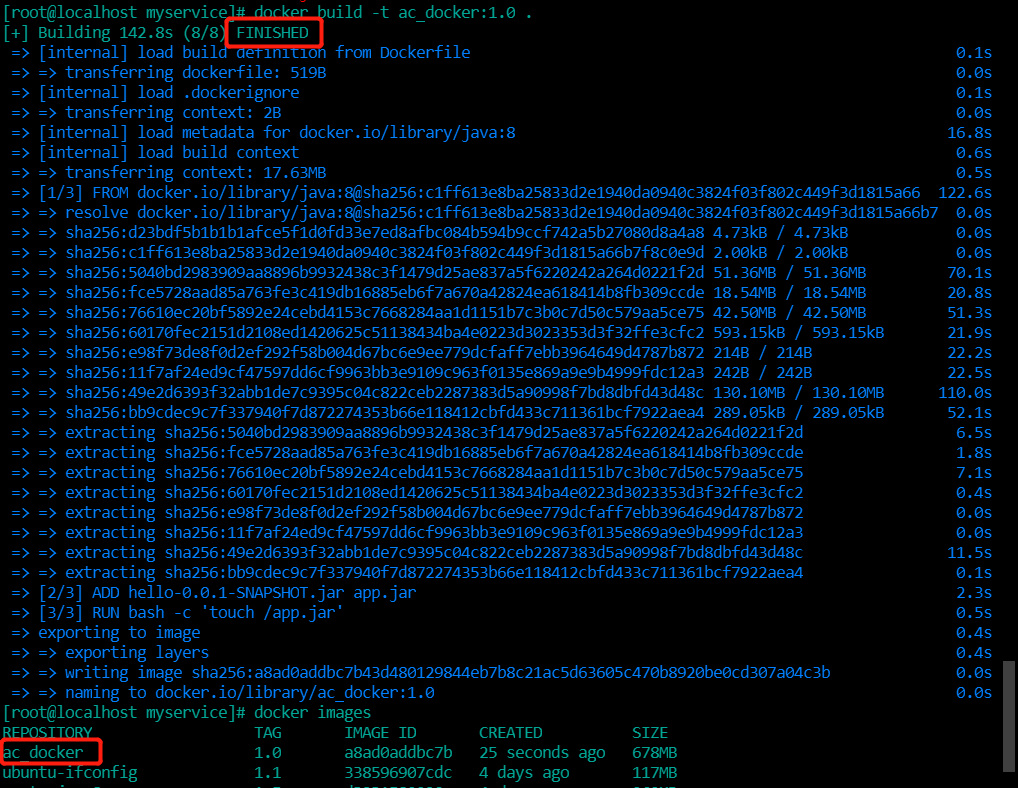 [root@localhost myservice]# docker build -t ac_docker:1.0 .
[+] Building 142.8s (8/8) FINISHED
=> [internal] load build definition from Dockerfile 0.1s
=> => transferring dockerfile: 519B 0.0s
=> [internal] load .dockerignore 0.1s
=> => transferring context: 2B 0.0s
=> [internal] load metadata for docker.io/library/java:8 16.8s
=> [internal] load build context 0.6s
=> => transferring context: 17.63MB 0.5s
=> [1/3] FROM docker.io/library/java:8@sha256:c1ff613e8ba25833d2e1940da0940c3824f03f802c449f3d1815a66 122.6s
=> => resolve docker.io/library/java:8@sha256:c1ff613e8ba25833d2e1940da0940c3824f03f802c449f3d1815a66b7 0.0s
=> => sha256:d23bdf5b1b1b1afce5f1d0fd33e7ed8afbc084b594b9ccf742a5b27080d8a4a8 4.73kB / 4.73kB 0.0s
=> => sha256:c1ff613e8ba25833d2e1940da0940c3824f03f802c449f3d1815a66b7f8c0e9d 2.00kB / 2.00kB 0.0s
=> => sha256:5040bd2983909aa8896b9932438c3f1479d25ae837a5f6220242a264d0221f2d 51.36MB / 51.36MB 70.1s
=> => sha256:fce5728aad85a763fe3c419db16885eb6f7a670a42824ea618414b8fb309ccde 18.54MB / 18.54MB 20.8s
=> => sha256:76610ec20bf5892e24cebd4153c7668284aa1d1151b7c3b0c7d50c579aa5ce75 42.50MB / 42.50MB 51.3s
=> => sha256:60170fec2151d2108ed1420625c51138434ba4e0223d3023353d3f32ffe3cfc2 593.15kB / 593.15kB 21.9s
=> => sha256:e98f73de8f0d2ef292f58b004d67bc6e9ee779dcfaff7ebb3964649d4787b872 214B / 214B 22.2s
=> => sha256:11f7af24ed9cf47597dd6cf9963bb3e9109c963f0135e869a9e9b4999fdc12a3 242B / 242B 22.5s
=> => sha256:49e2d6393f32abb1de7c9395c04c822ceb2287383d5a90998f7bd8dbfd43d48c 130.10MB / 130.10MB 110.0s
=> => sha256:bb9cdec9c7f337940f7d872274353b66e118412cbfd433c711361bcf7922aea4 289.05kB / 289.05kB 52.1s
=> => extracting sha256:5040bd2983909aa8896b9932438c3f1479d25ae837a5f6220242a264d0221f2d 6.5s
=> => extracting sha256:fce5728aad85a763fe3c419db16885eb6f7a670a42824ea618414b8fb309ccde 1.8s
=> => extracting sha256:76610ec20bf5892e24cebd4153c7668284aa1d1151b7c3b0c7d50c579aa5ce75 7.1s
=> => extracting sha256:60170fec2151d2108ed1420625c51138434ba4e0223d3023353d3f32ffe3cfc2 0.4s
=> => extracting sha256:e98f73de8f0d2ef292f58b004d67bc6e9ee779dcfaff7ebb3964649d4787b872 0.0s
=> => extracting sha256:11f7af24ed9cf47597dd6cf9963bb3e9109c963f0135e869a9e9b4999fdc12a3 0.0s
=> => extracting sha256:49e2d6393f32abb1de7c9395c04c822ceb2287383d5a90998f7bd8dbfd43d48c 11.5s
=> => extracting sha256:bb9cdec9c7f337940f7d872274353b66e118412cbfd433c711361bcf7922aea4 0.1s
=> [2/3] ADD hello-0.0.1-SNAPSHOT.jar app.jar 2.3s
=> [3/3] RUN bash -c 'touch /app.jar' 0.5s
=> exporting to image 0.4s
=> => exporting layers 0.4s
=> => writing image sha256:a8ad0addbc7b43d480129844eb7b8c21ac5d63605c470b8920be0cd307a04c3b 0.0s
=> => naming to docker.io/library/ac_docker:1.0 0.0s
[root@localhost myservice]# docker images
REPOSITORY TAG IMAGE ID CREATED SIZE
ac_docker 1.0 a8ad0addbc7b 25 seconds ago 678MB
ubuntu-ifconfig 1.1 338596907cdc 4 days ago 117MB